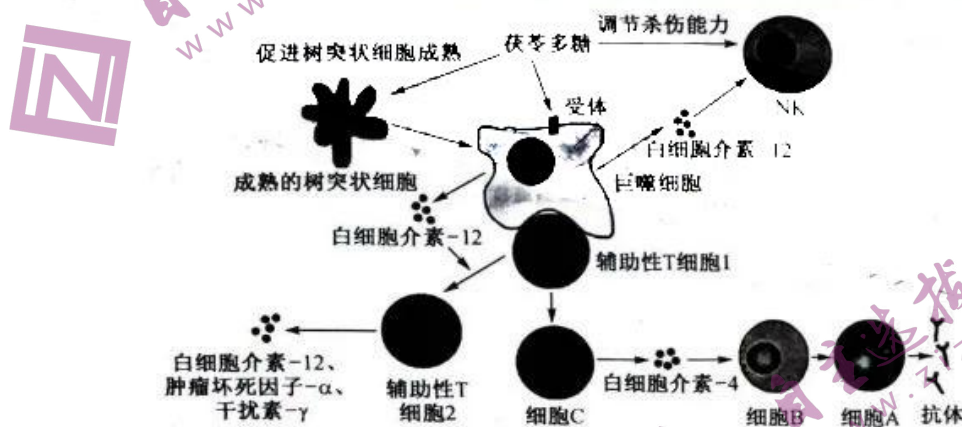 调节杀伤能力
促进树突状细胞成熟
茯苓多糖
NK
受体
白细胞介素-12
成熟的树突状细胞
巨噬细胞
白细胞介素-12
辅助性T细胞1
白细胞介素-12、
肿瘤坏死因子-α、
干扰素-γ
辅助性T
细胞2
细胞C
白细胞介素-4
细胞B
细胞A
抗体